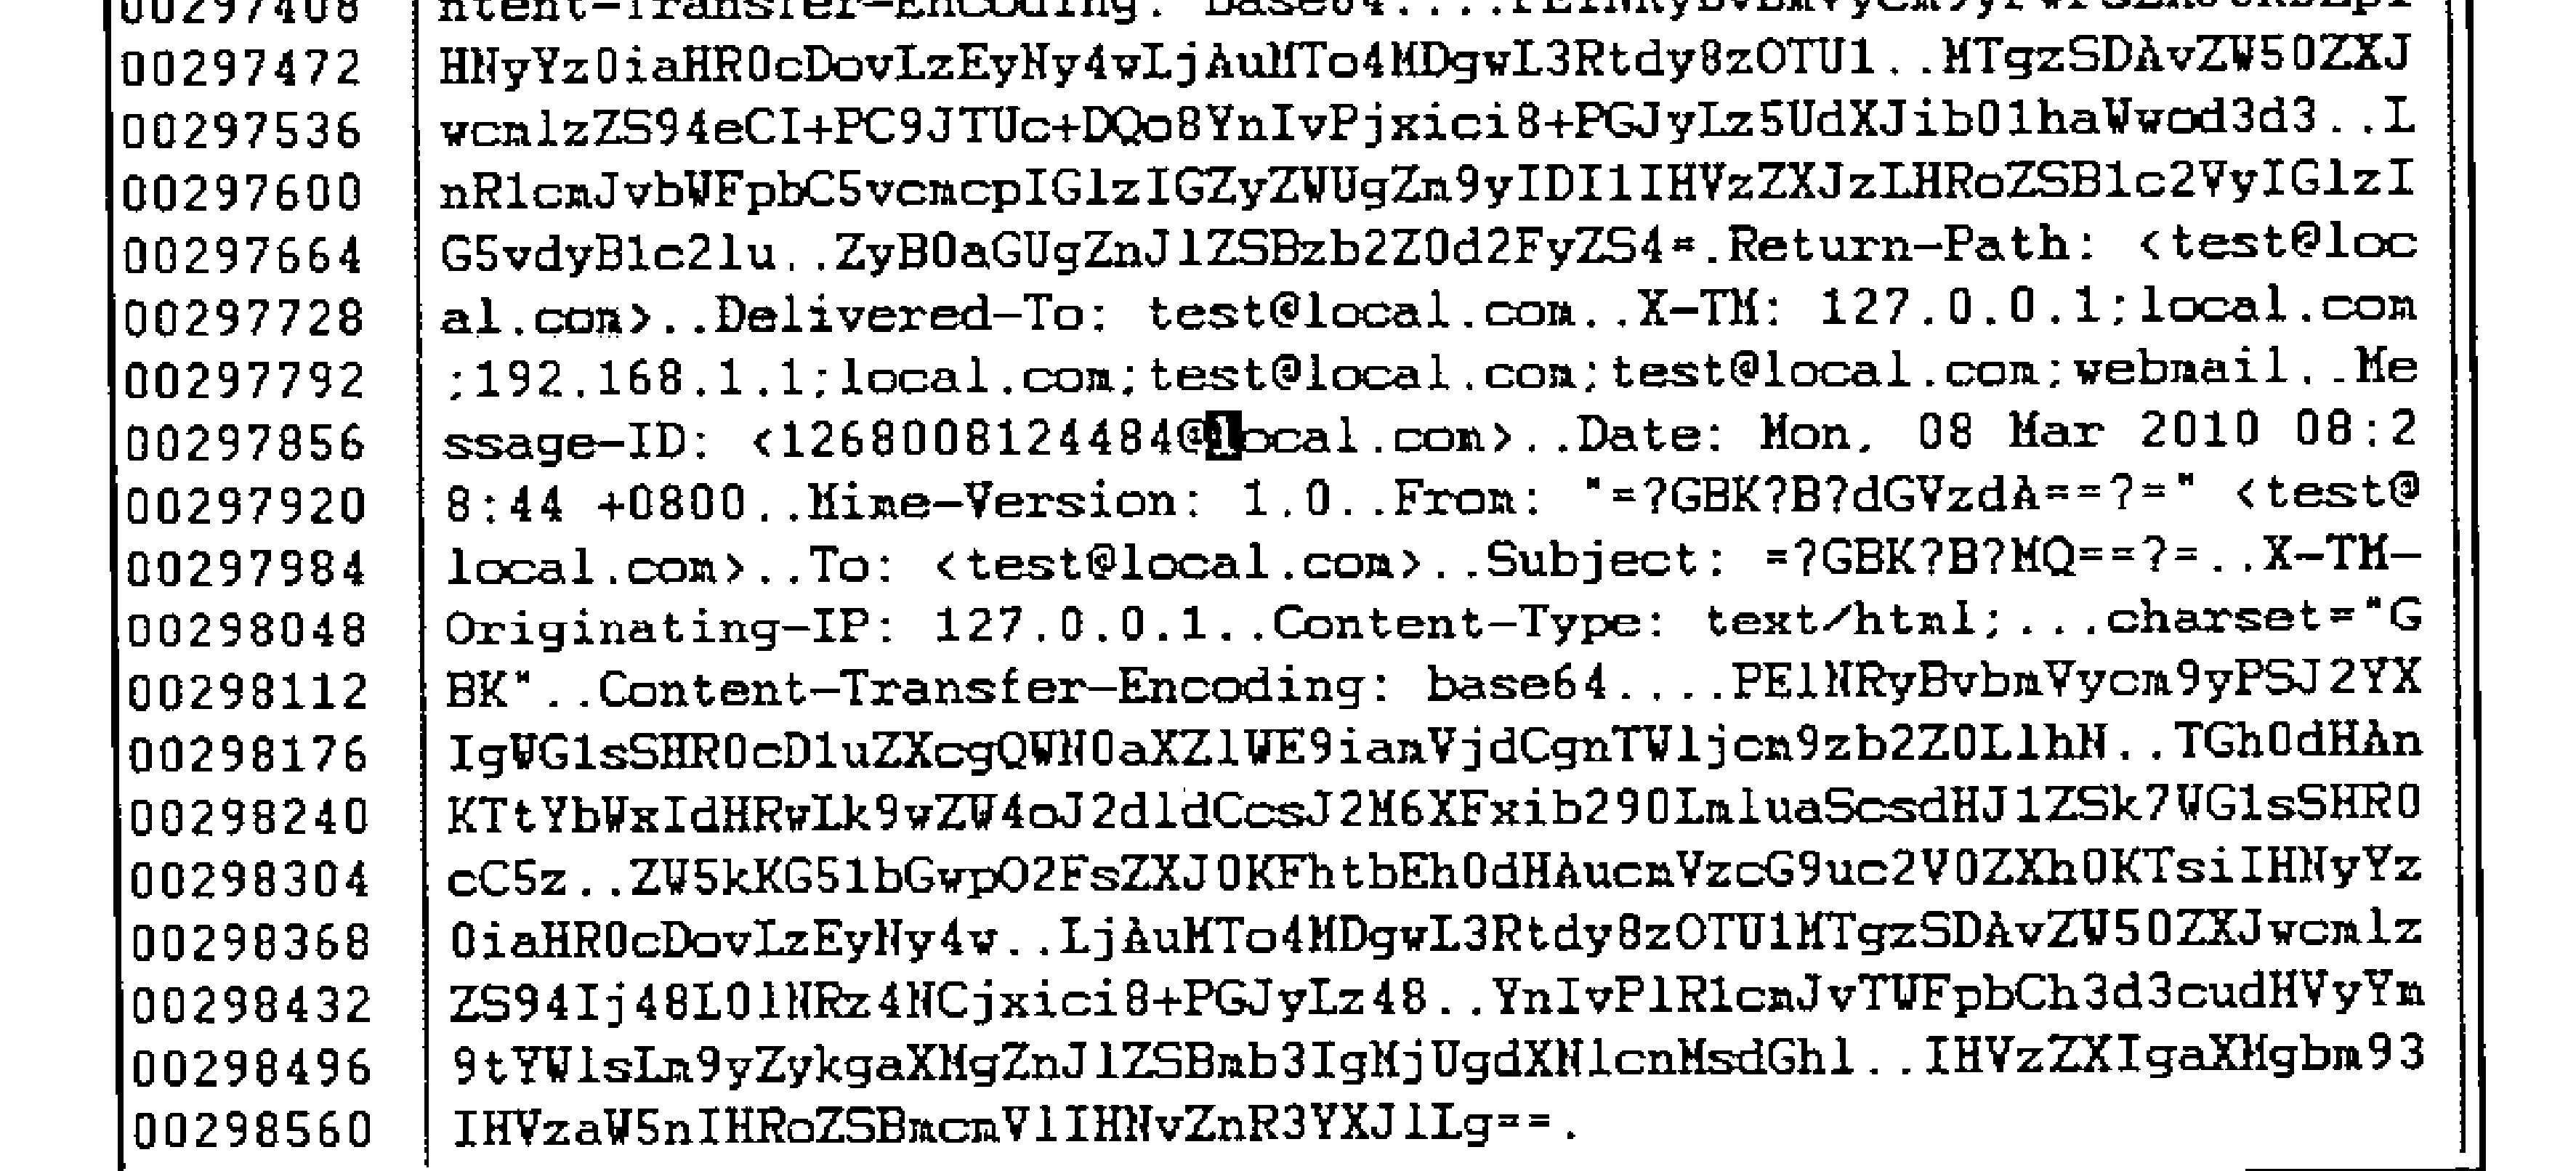 00297408 ntent-Transfer-Encoding: base64....
00297472 HNyYz0iaHR0cDovLzEyNy4wLjAuMTo4MDgwL3Rtdy8zOTU1..MTgzSDAvZW50ZXJ
00297536 wcmlzZS94eCI+PC9JTUc+DQo8YnIvPjxici8+PGJyLz5UdXJib01haWwod3d3..L
00297600 nR1cmJvbWFpbC5vcmcpIGlzIGZyZWUgZm9yIDI1IHVzZXJzLHRoZSB1c2VyIGlzI
00297664 G5vdyB1c2lu..ZyB0aGUgZnJlZSBzb2Z0d2FyZS4=.Return-Path: <test@loc
00297728 al.com>..Delivered-To: test@local.com..X-TM: 127.0.0.1;local.com
00297792 ;192.168.1.1;local.com;test@local.com;test@local.com;webmail..Me
00297856 ssage-ID: <1268008124484@local.com>..Date: Mon, 08 Mar 2010 08:2
00297920 8:44 +0800..Mime-Version: 1.0..From: "=?GBK?B?dGVzdA==?=" <test@
00297984 local.com>..To: <test@local.com>..Subject: =?GBK?B?MQ==?=..X-TM-
00298048 Originating-IP: 127.0.0.1..Content-Type: text/html;...charset="G
00298112 BK"..Content-Transfer-Encoding: base64....PElNRyBvbmVycm9yPSJ2YX
00298176 IgWG1sSHR0cD1uZXcgQWN0aXZlWE9iamVjdCgnTWljcm9zb2Z0LlhN..TGh0dHAn
00298240 KTtYbWxIdHRwLk9wZW4oJ2dldCcsJ2M6XFxib290LmluaScsdHJ1ZSk7WG1sSHR0
00298304 cC5z..ZW5kKG51bGwpO2FsZXJ0KFhtbEh0dHAucmVzcG9uc2V0ZXh0KTsiIHNyYz
00298368 0iaHR0cDovLzEyNy4w..LjAuMTo4MDgwL3Rtdy8zOTU1MTgzSDAvZW50ZXJwcmlz
00298432 ZS94Ij48L0lNRz4NCjxici8+PGJyLz48..YnIvPlR1cmJvTWFpbCh3d3cudHVyYm
00298496 9tYWlsLm9yZykgaXMgZnJlZSBmb3IgMjUgdXNlcnMsdGhl..IHVzZXIgaXMgbm93
00298560 IHVzaW5nIHRoZSBmcmVlIHNvZnR3YXJlLg==.